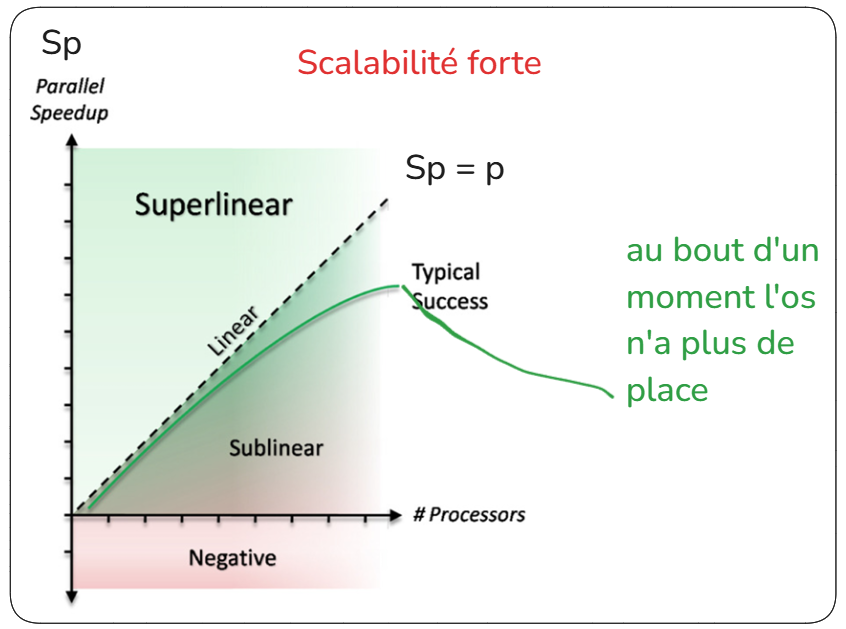 Sp
Scalabilité forte
Parallel
Speedup
Sp = p
Superlinear
au bout d'un
moment l'os
n'a plus de
place
Typical
Success
Linear
Sublinear
# Processors
Negative